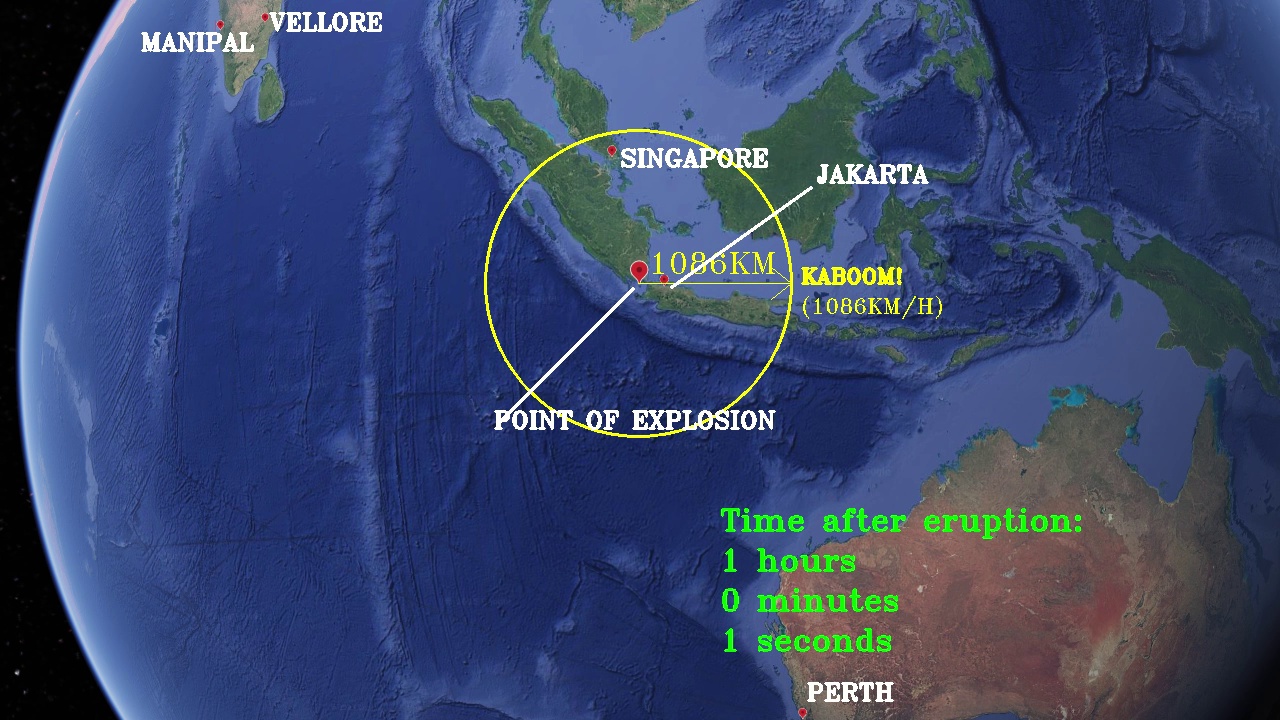 VELLORE
MANIPAL
SINGAPORE
JAKARTA
1086KM
KABOOM!
(1086KM/H)
POINT OF EXPLOSION
Time after eruption:
1 hours
0 minutes
1 seconds
PERTH